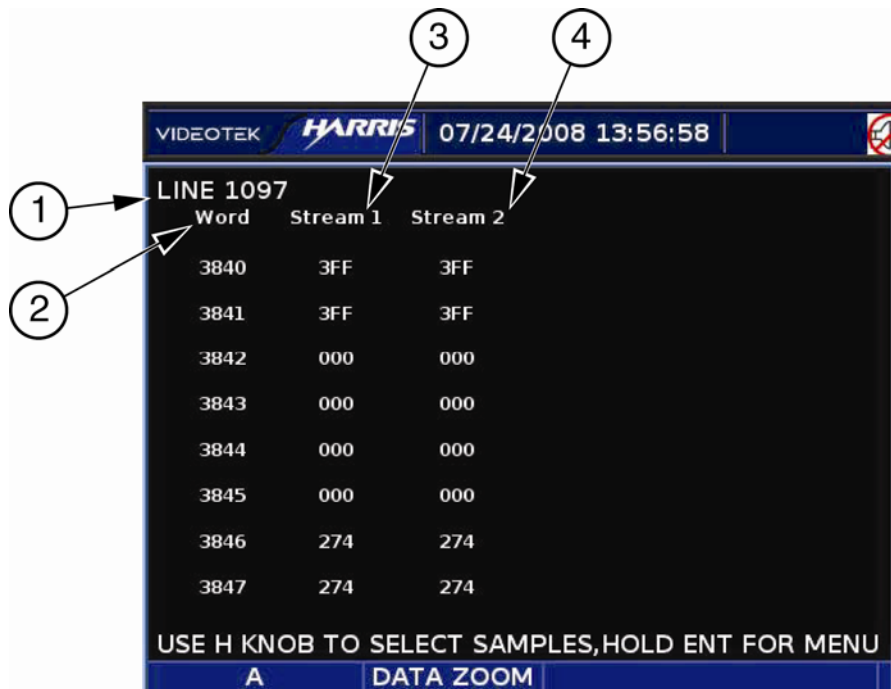 3 4
VIDEOTEK HARRIS 07/24/2008 13:56:58
1 LINE 1097
Word Stream 1 Stream 2
3840 3FF 3FF
2 3841 3FF 3FF
3842 000 000
3843 000 000
3844 000 000
3845 000 000
3846 274 274
3847 274 274
USE H KNOB TO SELECT SAMPLES,HOLD ENT FOR MENU
A DATA ZOOM